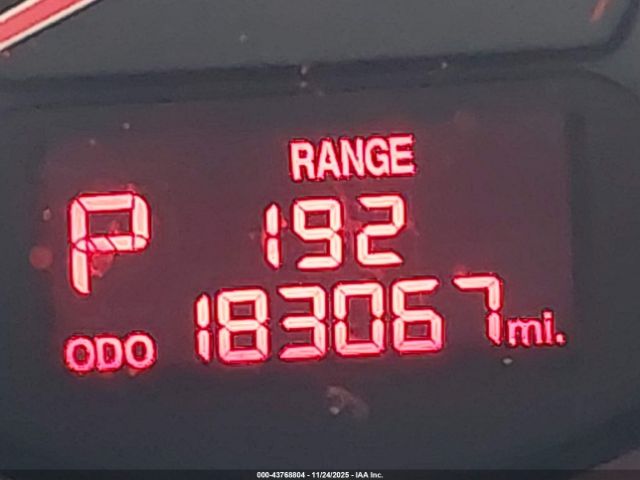 RANGE
P 192
ODO 183067 mi.
000-43768804 - 11/24/2025 - IAA Inc.